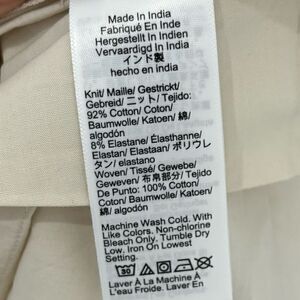 Made In India
Fabriqué En Inde
Hergestellt In Indien
Vervaardigd In India
インド製
hecho en india
Knit/ Maille/ Gestrickt/
Gebreid/ ニット/ Tejido:
92% Cotton/ Coton/
Baumwolle/ Katoen/ 綿/
algodón
8% Elastane/ Élasthanne/
Elastan/ Elastaan/ ポリウレ
タン/ elastano
Woven/ Tissé/ Gewebe/
Geweven/ 布帛部分/ Tejido
De Punto: 100% Cotton/
Coton/ Baumwolle/ Katoen/
綿/ algodón
Machine Wash Cold. With
Like Colors. Non-chlorine
Bleach Only. Tumble Dry
Low. Iron On Lowest
Setting.
30
Laver À La Machine À
L'eau Froide. Laver En